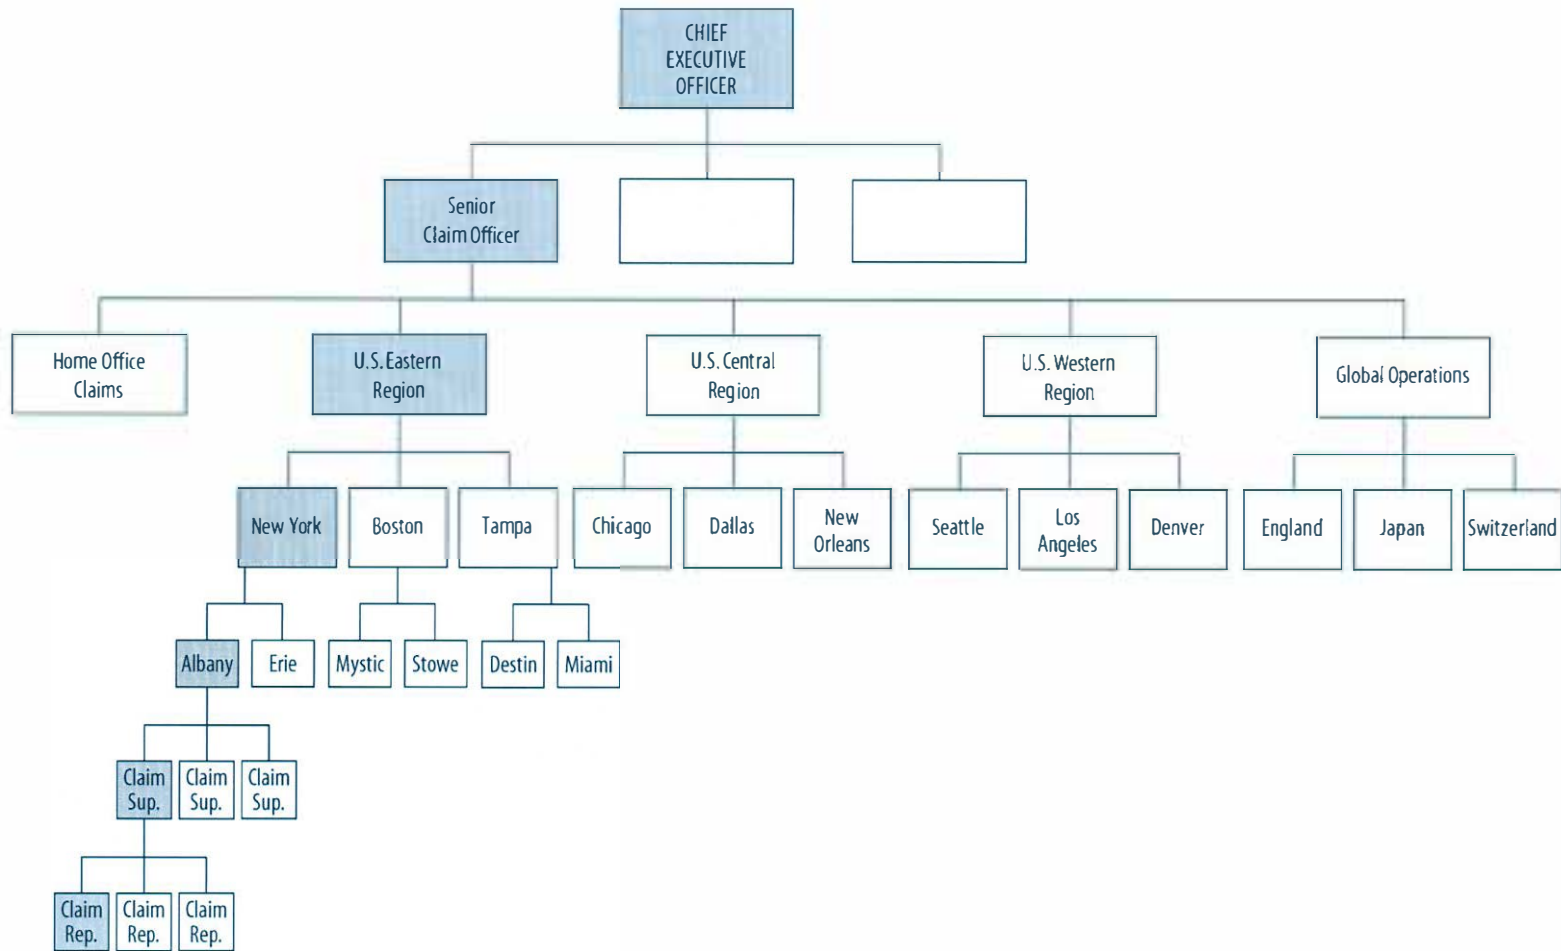 CHIEF
EXECUTIVE
OFFICER
Senior
Claim Officer
Home Office
Claims
U.S. Eastern
Region
U.S. Central
Region
U.S. Western
Region
Global Operations
New York
Boston
Tampa
Chicago
Dallas
New
Orleans
Seattle
Los
Angeles
Denver
England
Japan
Switzerland
Albany
Erie
Mystic
Stowe
Destin
Miami
Claim
Sup.
Claim
Sup.
Claim
Sup.
Claim
Rep.
Claim
Rep.
Claim
Rep.